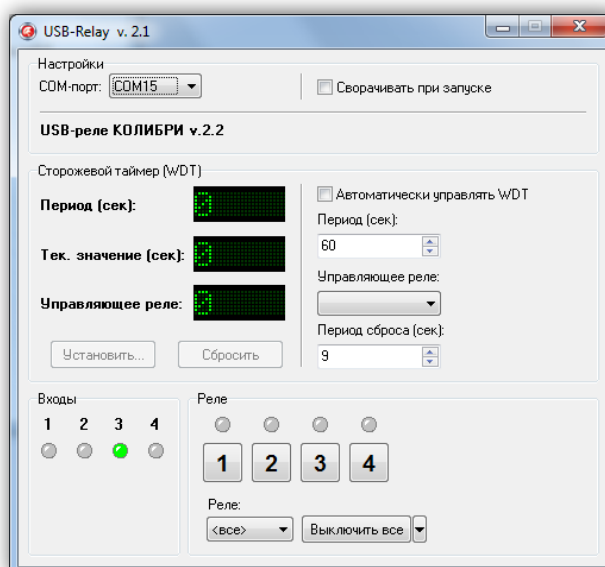 USB-Relay v. 2.1
Настройки
COM-порт: COM15
Сворачивать при запуске
USB-реле КОЛИБРИ v.2.2
Сторожевой таймер (WDT)
Период (сек): 0
Тек. значение (сек): 0
Управляющее реле: 0
Установить...
Сбросить
Автоматически управлять WDT
Период (сек):
60
Управляющее реле:
Период сброса (сек):
9
Входы
1 2 3 4
Реле
1 2 3 4
Реле:
<все>
Выключить все